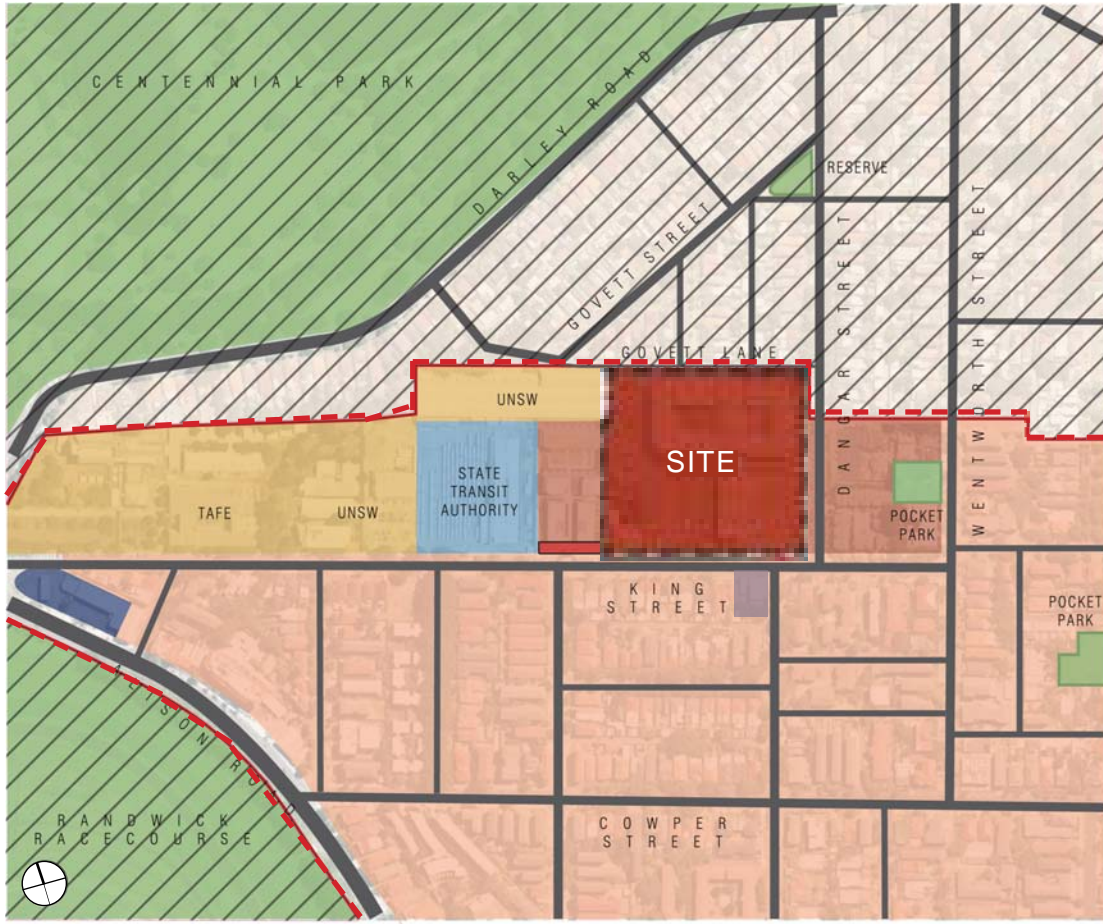 CENTENNIAL PARK
DARLEY ROAD
RESERVE
GOVETT STREET
DANGAR STREET
WENTWORTH STREET
GOVETT LANE
UNSW
SITE
STATE
TRANSIT
AUTHORITY
TAFE
UNSW
POCKET
PARK
KING
STREET
POCKET
PARK
ALISON ROAD
RANDWICK
RACECOURSE
COWPER
STREET